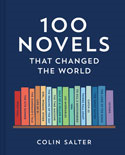 100
NOVELS
THAT CHANGED
THE WORLD
COLIN SALTER